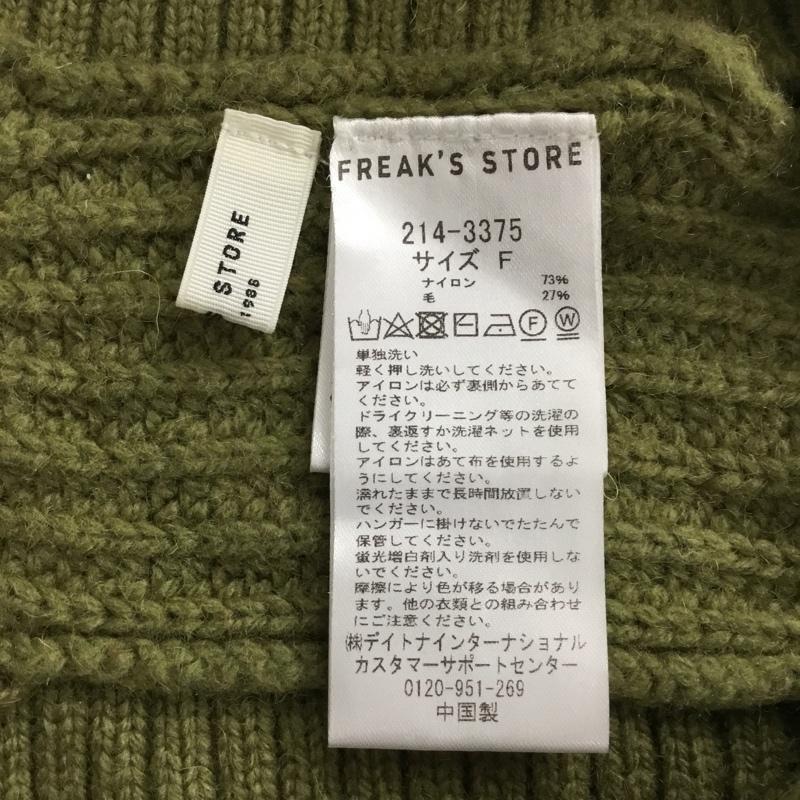 FREAK'S STORE
214-3375
サイズ F
ナイロン 73%
毛 27%
F W
単独洗い
軽く押し洗いしてください。
アイロンは必ず裏側からあてて
ください。
ドライクリーニング等の洗濯の
際、裏返すか洗濯ネットを使用
してください。
アイロンはあて布を使用するよ
うにしてください。
濡れたままで長時間放置しない
でください。
ハンガーに掛けないでたたんで
保管してください。
蛍光増白剤入り洗剤を使用しな
いでください。
摩擦により色が移る場合があり
ます。他の衣類との組み合わせ
にご注意ください。
㈱デイトナインターナショナル
カスタマーサポートセンター
0120-951-269
中国製
S STORE
1986